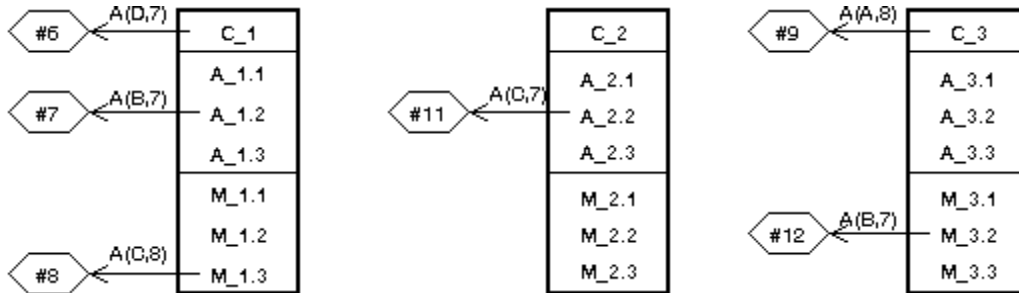 A(D,7)
#6
C_1
A_1.1
A(B,7)
#7
A_1.2
A_1.3
M_1.1
M_1.2
A(C,8)
#8
M_1.3
C_2
A_2.1
A(C,7)
#11
A_2.2
A_2.3
M_2.1
M_2.2
M_2.3
A(A,8)
#9
C_3
A_3.1
A_3.2
A_3.3
M_3.1
A(B,7)
#12
M_3.2
M_3.3